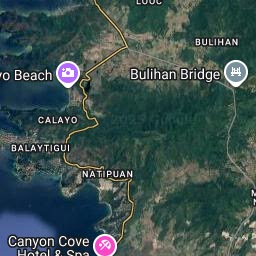 LOOC
BULIHAN
Bulihan Bridge
yo Beach
CALAYO
BALAYTIGUI
NATIPUAN
Canyon Cove
Hotel & Spa
M